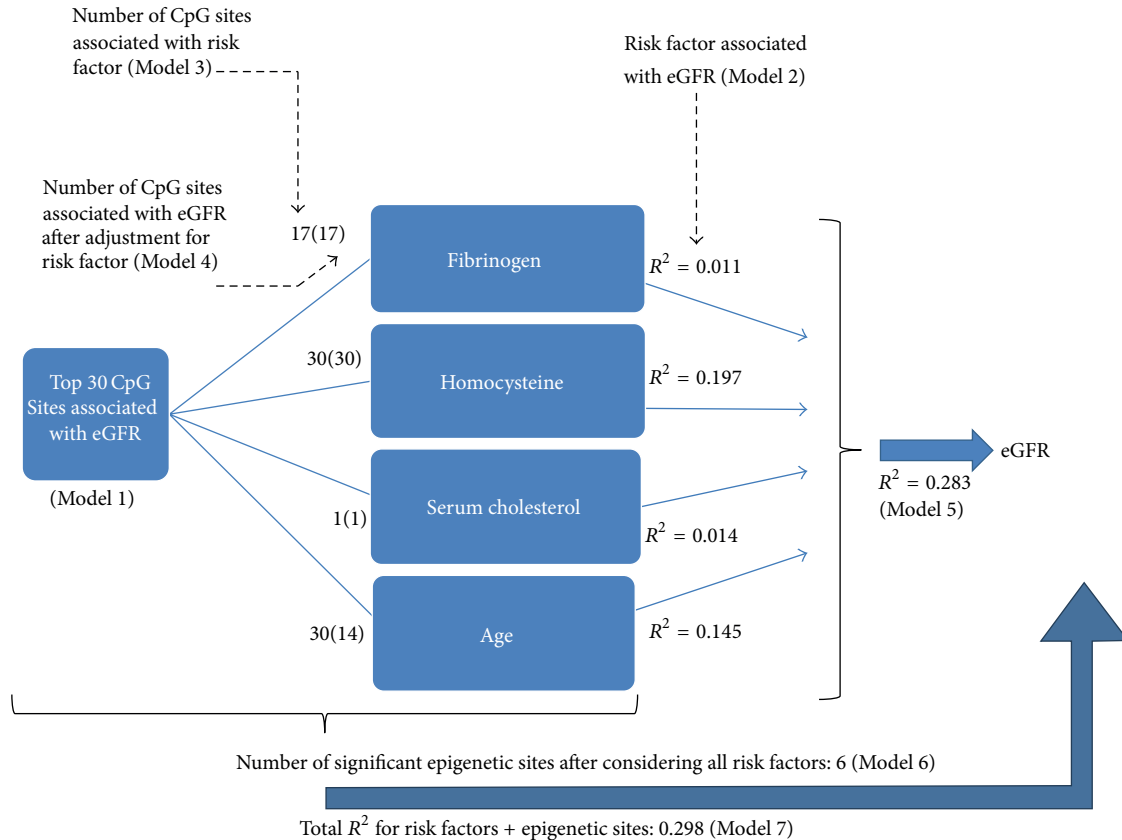 Number of CpG sites
associated with risk
factor (Model 3)
Risk factor associated
with eGFR (Model 2)
Number of CpG sites
associated with eGFR
after adjustment for
risk factor (Model 4)
17(17)
Fibrinogen
R² = 0.011
30(30)
Homocysteine
R² = 0.197
Top 30 CpG
Sites associated
with eGFR
(Model 1)
1(1)
Serum cholesterol
R² = 0.014
30(14)
Age
R² = 0.145
eGFR
R² = 0.283
(Model 5)
Number of significant epigenetic sites after considering all risk factors: 6 (Model 6)
Total R² for risk factors + epigenetic sites: 0.298 (Model 7)